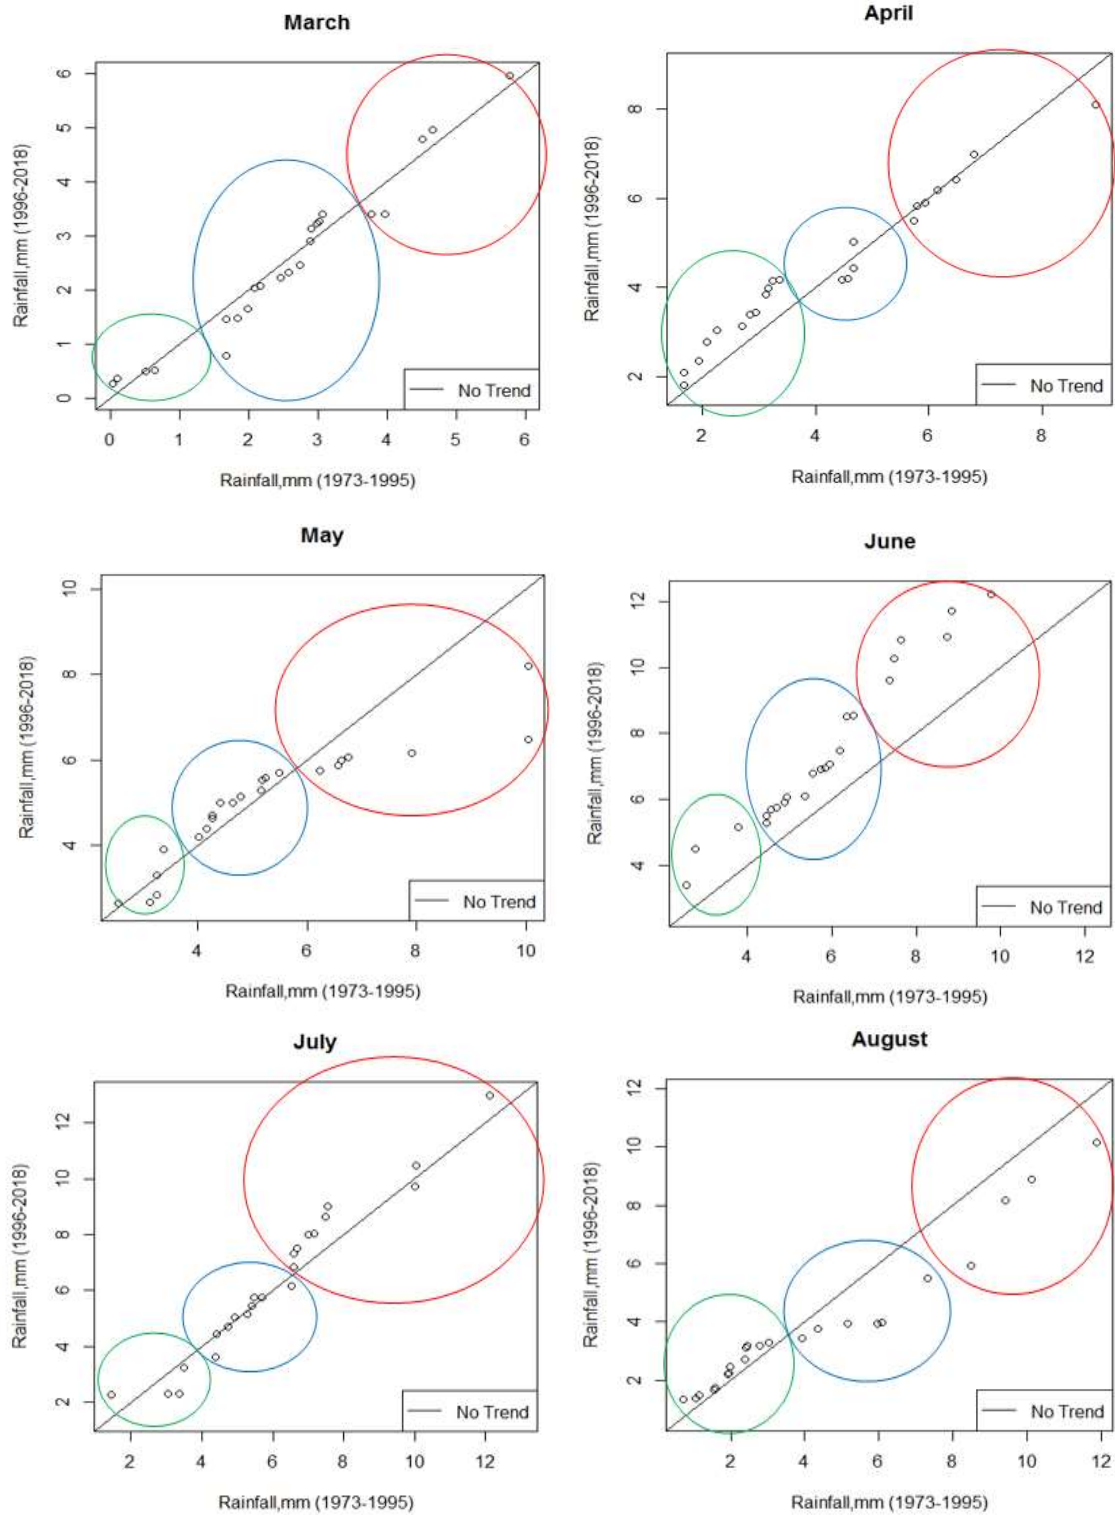 March
Rainfall,mm (1996-2018)
6
5
4
3
2
1
0
No Trend
0 1 2 3 4 5 6
Rainfall,mm (1973-1995)
April
Rainfall,mm (1996-2018)
8
6
4
2
No Trend
2 4 6 8
Rainfall,mm (1973-1995)
May
Rainfall,mm (1996-2018)
10
8
6
4
No Trend
4 6 8 10
Rainfall,mm (1973-1995)
June
Rainfall,mm (1996-2018)
12
10
8
6
4
No Trend
4 6 8 10 12
Rainfall,mm (1973-1995)
July
Rainfall,mm (1996-2018)
12
10
8
6
4
2
No Trend
2 4 6 8 10 12
Rainfall,mm (1973-1995)
August
Rainfall,mm (1996-2018)
12
10
8
6
4
2
No Trend
2 4 6 8 10 12
Rainfall,mm (1973-1995)